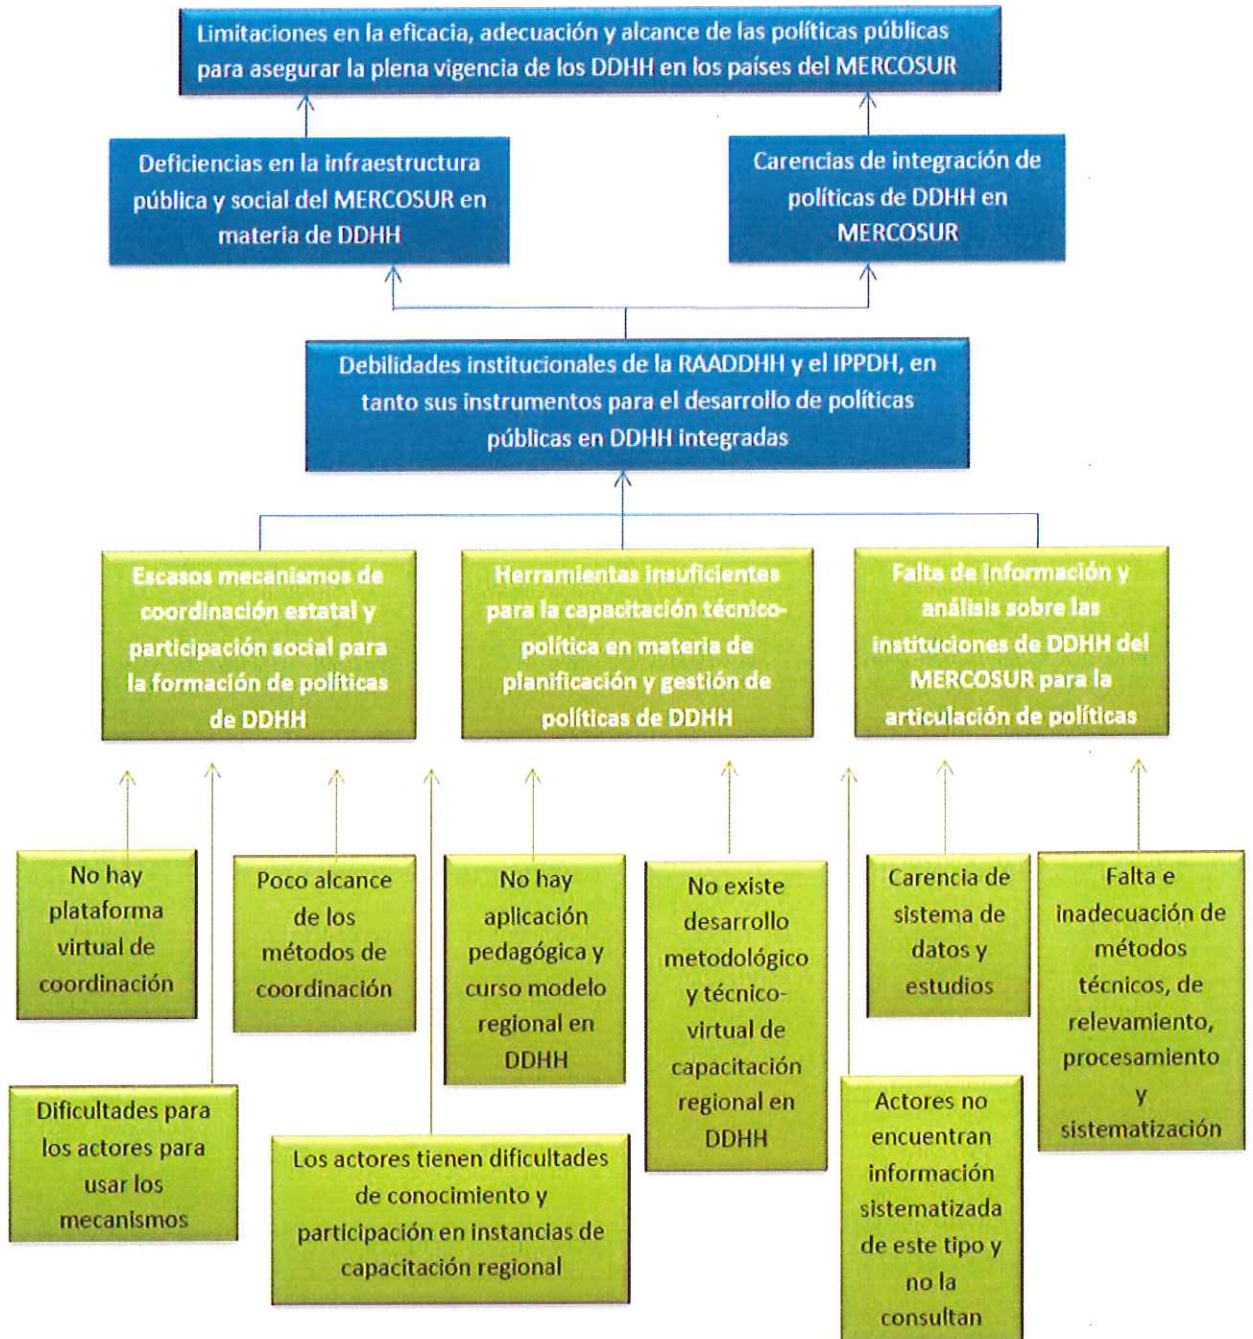 Limitaciones en la eficacia, adecuación y alcance de las políticas públicas
para asegurar la plena vigencia de los DDHH en los países del MERCOSUR
Deficiencias en la infraestructura
pública y social del MERCOSUR en
materia de DDHH
Carencias de integración de
políticas de DDHH en
MERCOSUR
Debilidades institucionales de la RAADDHH y el IPPDH, en
tanto sus instrumentos para el desarrollo de políticas
públicas en DDHH integradas
Escasos mecanismos de
coordinación estatal y
participación social para
la formación de políticas
de DDHH
Herramientas insuficientes
para la capacitación técnico-
política en materia de
planificación y gestión de
políticas de DDHH
Falta de información y
análisis sobre las
instituciones de DDHH del
MERCOSUR para la
articulación de políticas
No hay
plataforma
virtual de
coordinación
Poco alcance
de los
métodos de
coordinación
No hay
aplicación
pedagógica y
curso modelo
regional en
DDHH
No existe
desarrollo
metodológico
y técnico-
virtual de
capacitación
regional en
DDHH
Carencia de
sistema de
datos y
estudios
Falta e
inadecuación de
métodos
técnicos, de
relevamiento,
procesamiento
y
sistematización
Dificultades para
los actores para
usar los
mecanismos
Los actores tienen dificultades
de conocimiento y
participación en instancias de
capacitación regional
Actores no
encuentran
información
sistematizada
de este tipo y
no la
consultan